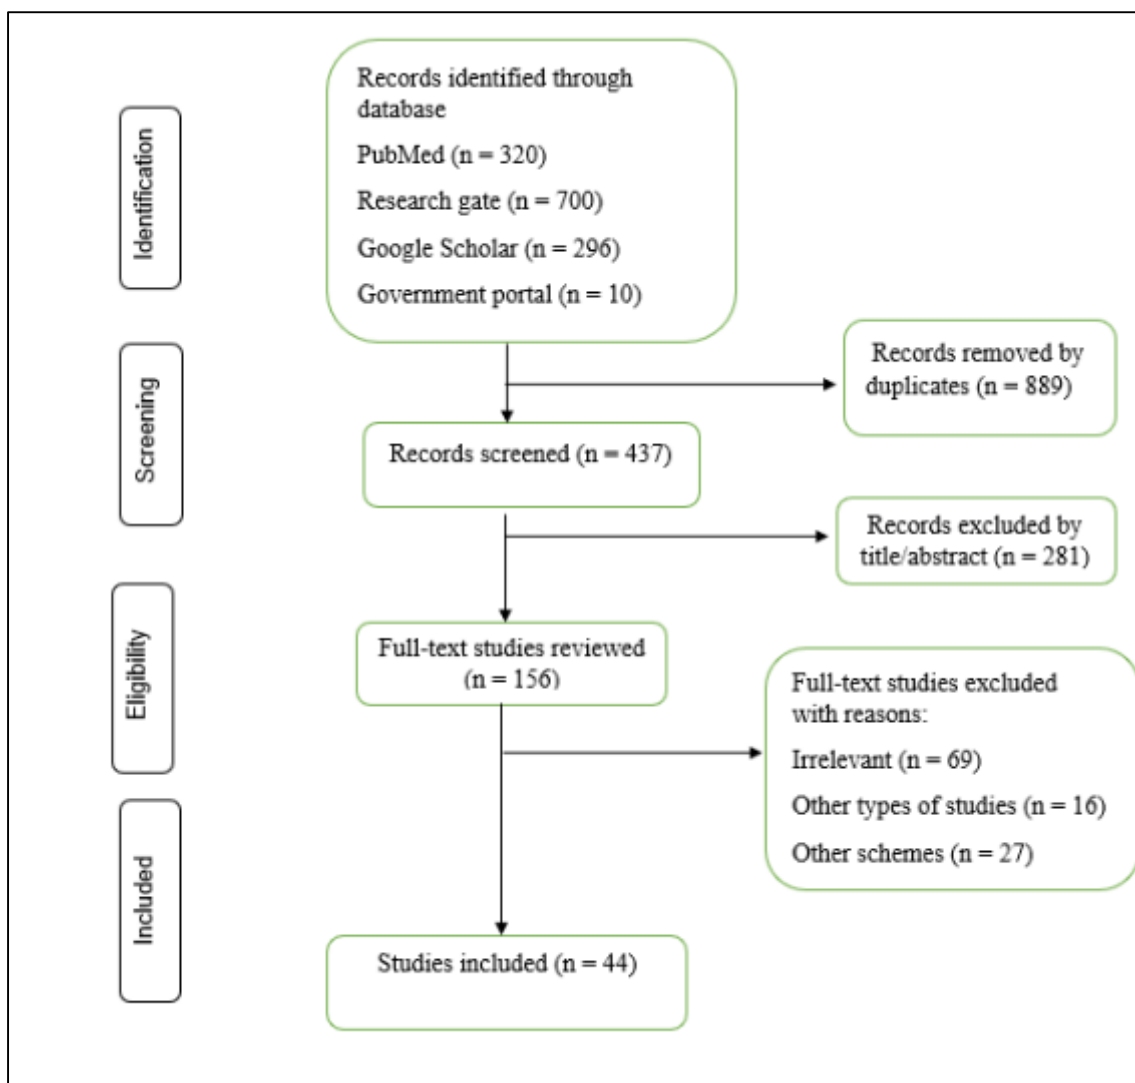 Identification
Records identified through
database
PubMed (n = 320)
Research gate (n = 700)
Google Scholar (n = 296)
Government portal (n = 10)
Records removed by
duplicates (n = 889)
Screening
Records screened (n = 437)
Records excluded by
title/abstract (n = 281)
Eligibility
Full-text studies reviewed
(n = 156)
Full-text studies excluded
with reasons:
Irrelevant (n = 69)
Other types of studies (n = 16)
Other schemes (n = 27)
Included
Studies included (n = 44)